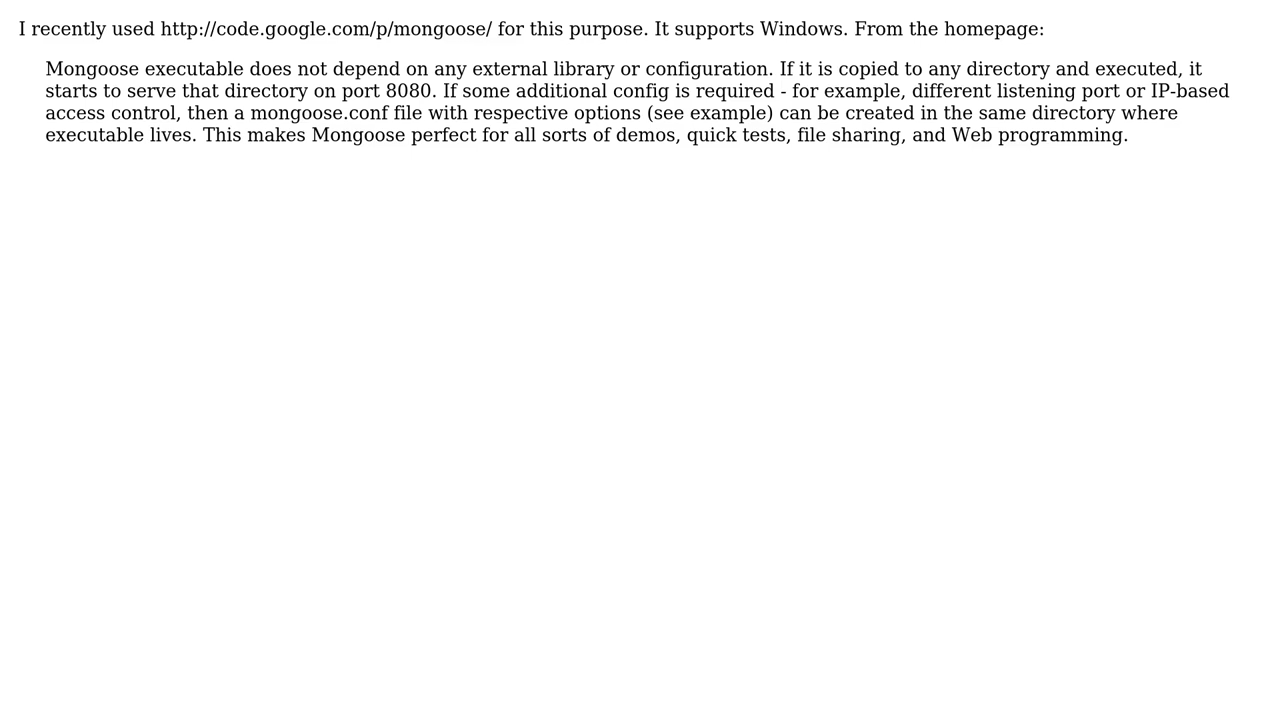 I recently used http://code.google.com/p/mongoose/ for this purpose. It supports Windows. From the homepage:
Mongoose executable does not depend on any external library or configuration. If it is copied to any directory and executed, it
starts to serve that directory on port 8080. If some additional config is required - for example, different listening port or IP-based
access control, then a mongoose.conf file with respective options (see example) can be created in the same directory where
executable lives. This makes Mongoose perfect for all sorts of demos, quick tests, file sharing, and Web programming.